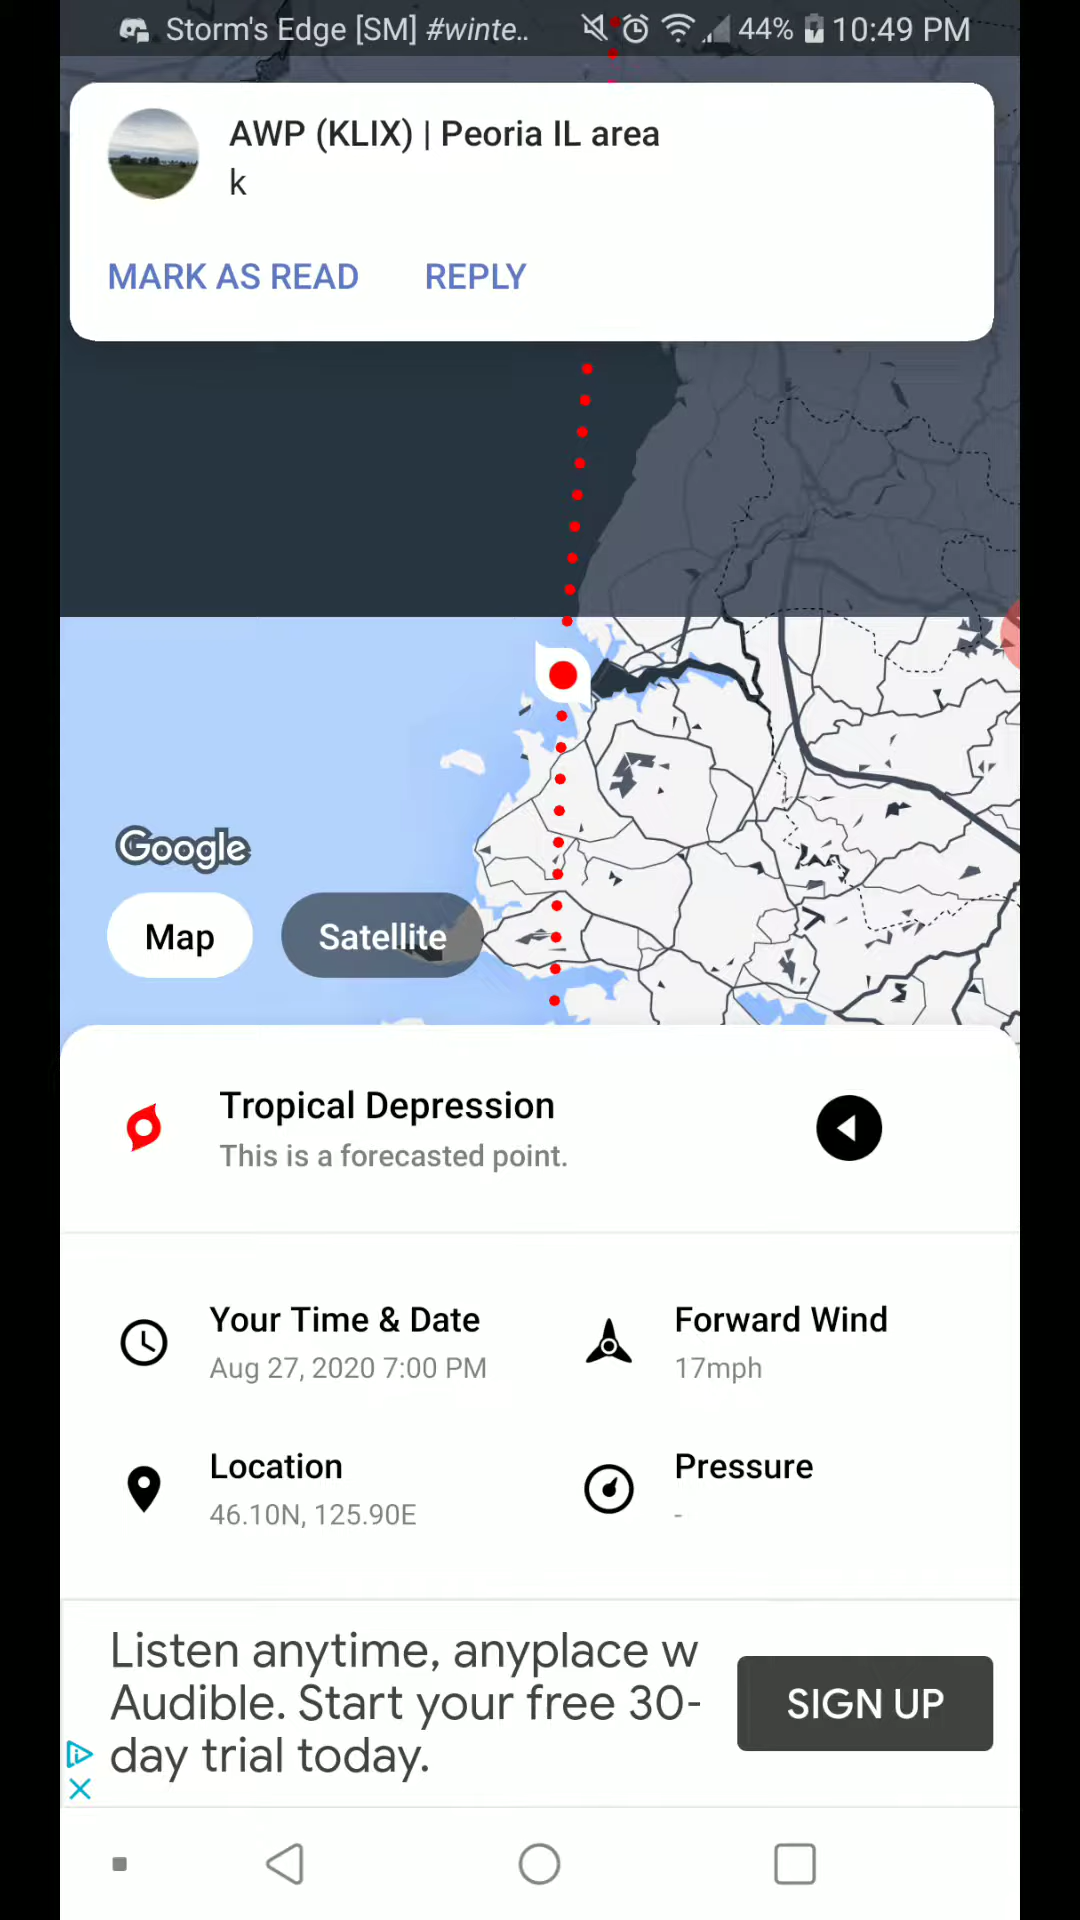 Storm's Edge [SM] #winte.. 44% 10:49 PM
AWP (KLIX) | Peoria IL area
k
MARK AS READ REPLY
Google
Map Satellite
Tropical Depression
This is a forecasted point.
Your Time & Date
Aug 27, 2020 7:00 PM
Forward Wind
17mph
Location
46.10N, 125.90E
Pressure
-
Listen anytime, anyplace w
Audible. Start your free 30-
day trial today.
SIGN UP